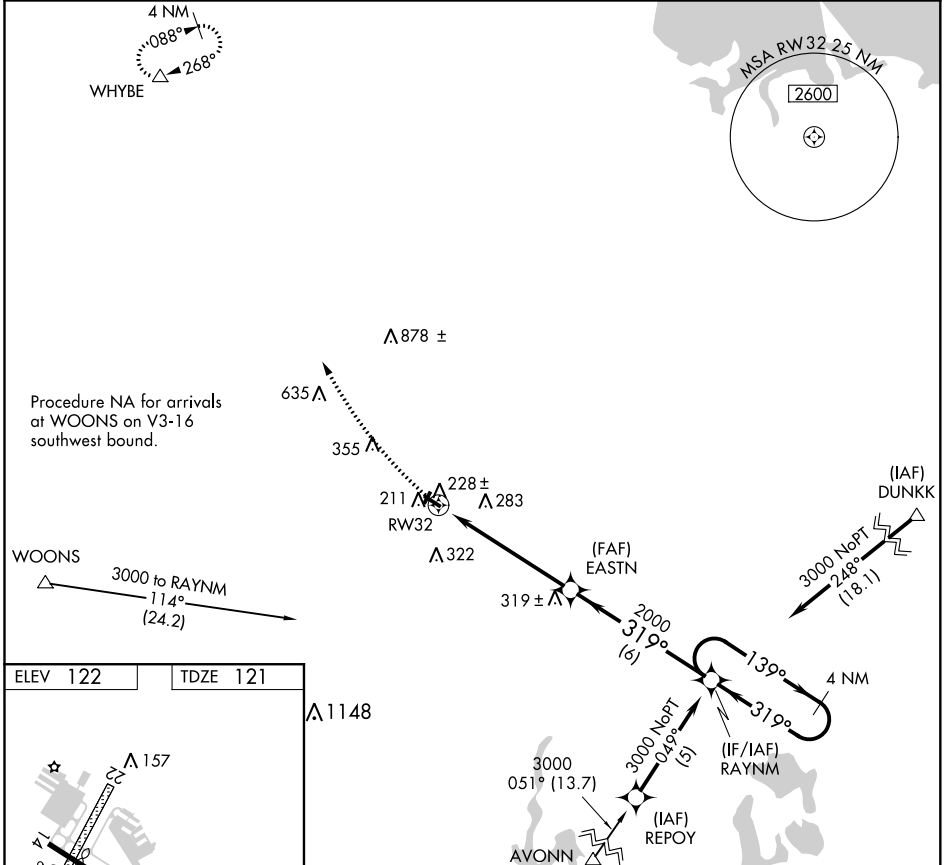 4 NM
088°
268°
WHYBE
MSA RW32 25 NM
2600
878 ±
635
Procedure NA for arrivals
at WOONS on V3-16
southwest bound.
355
228 ±
211
283
RW32
322
(IAF)
DUNKK
WOONS
3000 to RAYNM
114°
(24.2)
(FAF)
EASTN
319 ±
3000 NoPT
248°
(18.1)
2000
319°
(6)
139°
4 NM
319°
(IF/IAF)
RAYNM
ELEV 122
TDZE 121
1148
3000 NoPT
049°
(5)
3000
051° (13.7)
(IAF)
REPOY
AVONN
157
22
14